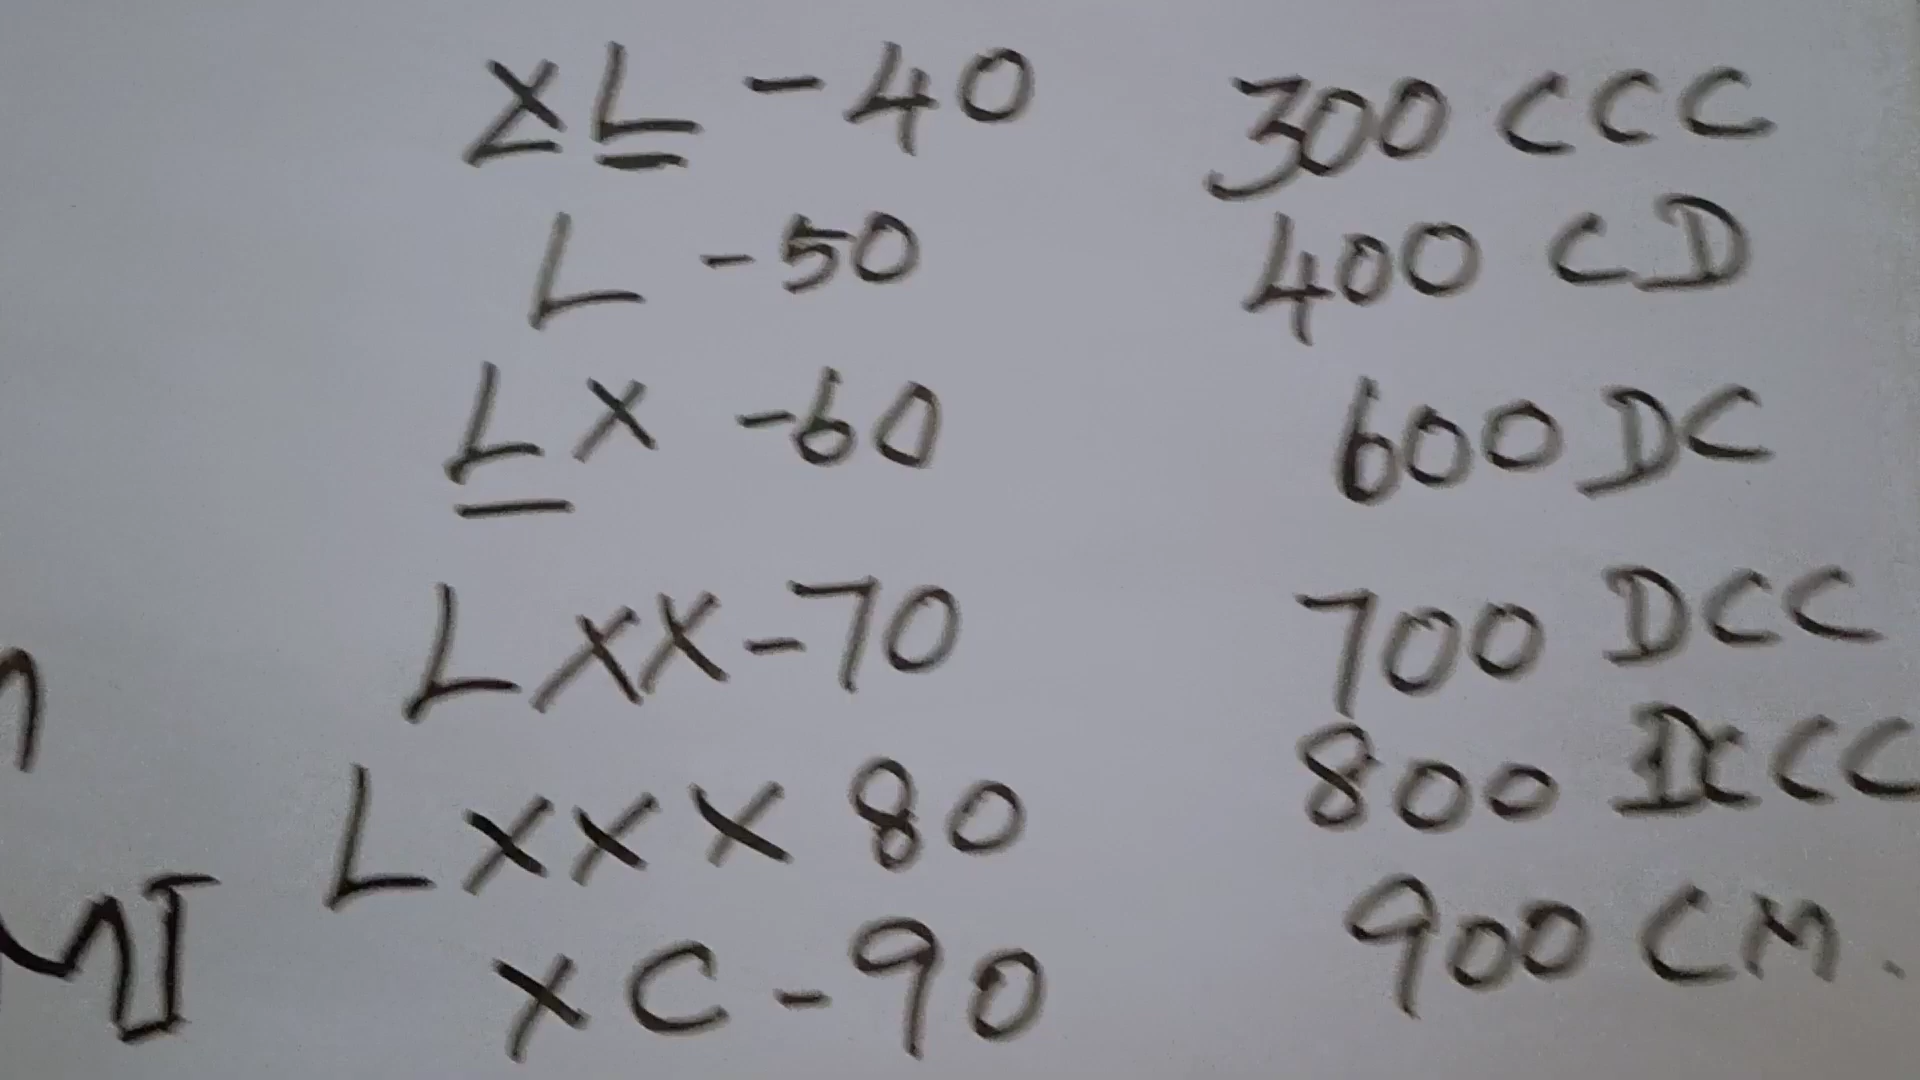 XL - 40 300 CCC
L - 50 400 CD
LX - 60 600 DC
LXX - 70 700 DCC
LXXX 80 800 DCCC
XC - 90 900 CM.